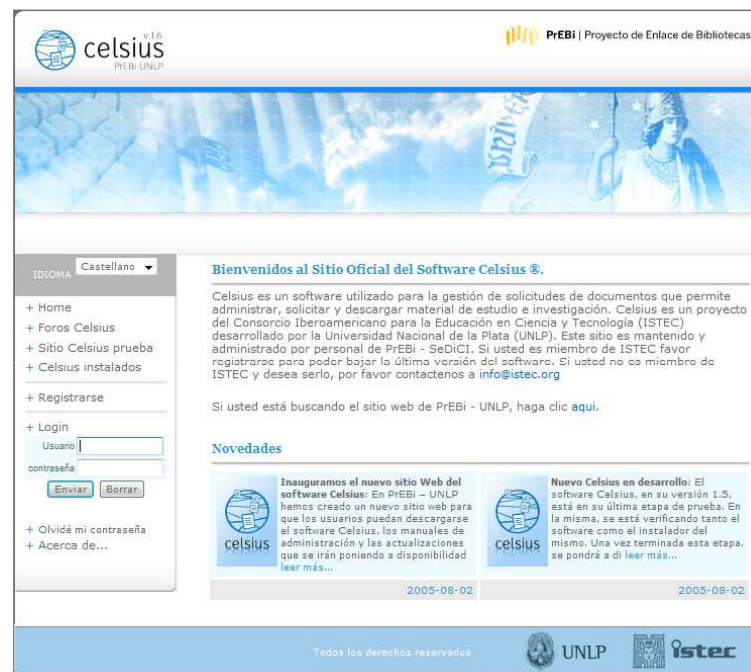 v.1.6
celsius
PrEBi-UNLP
PrEBi | Proyecto de Enlace de Bibliotecas
IDIOMA Castellano
+ Home
+ Foros Celsius
+ Sitio Celsius prueba
+ Celsius instalados
+ Registrarse
+ Login
Usuario
contraseña
Enviar Borrar
+ Olvidé mi contraseña
+ Acerca de...
Bienvenidos al Sitio Oficial del Software Celsius ®.
Celsius es un software utilizado para la gestión de solicitudes de documentos que permite
administrar, solicitar y descargar material de estudio e investigación. Celsius es un proyecto
del Consorcio Iberoamericano para la Educación en Ciencia y Tecnología (ISTEC)
desarrollado por la Universidad Nacional de la Plata (UNLP). Este sitio es mantenido y
administrado por personal de PrEBi - SeDiCI. Si usted es miembro de ISTEC favor
registrarse para poder bajar la última versión del software. Si usted no es miembro de
ISTEC y desea serlo, por favor contactenos a info@istec.org
Si usted está buscando el sitio web de PrEBi - UNLP, haga clic aqui.
Novedades
Inauguramos el nuevo sitio Web del
software Celsius: En PrEBi – UNLP
hemos creado un nuevo sitio web para
que los usuarios puedan descargarse
el software Celsius, los manuales de
administración y las actualizaciones
que se irán poniendo a disponibilidad
leer más...
celsius
2005-08-02
Nuevo Celsius en desarrollo: El
software Celsius, en su versión 1.5,
está en su última etapa de prueba. En
la misma, se está verificando tanto el
software como el instalador del
mismo. Una vez terminada esta etapa,
se pondrá a di leer más...
celsius
2005-08-02
Todos los derechos reservados
UNLP
istec